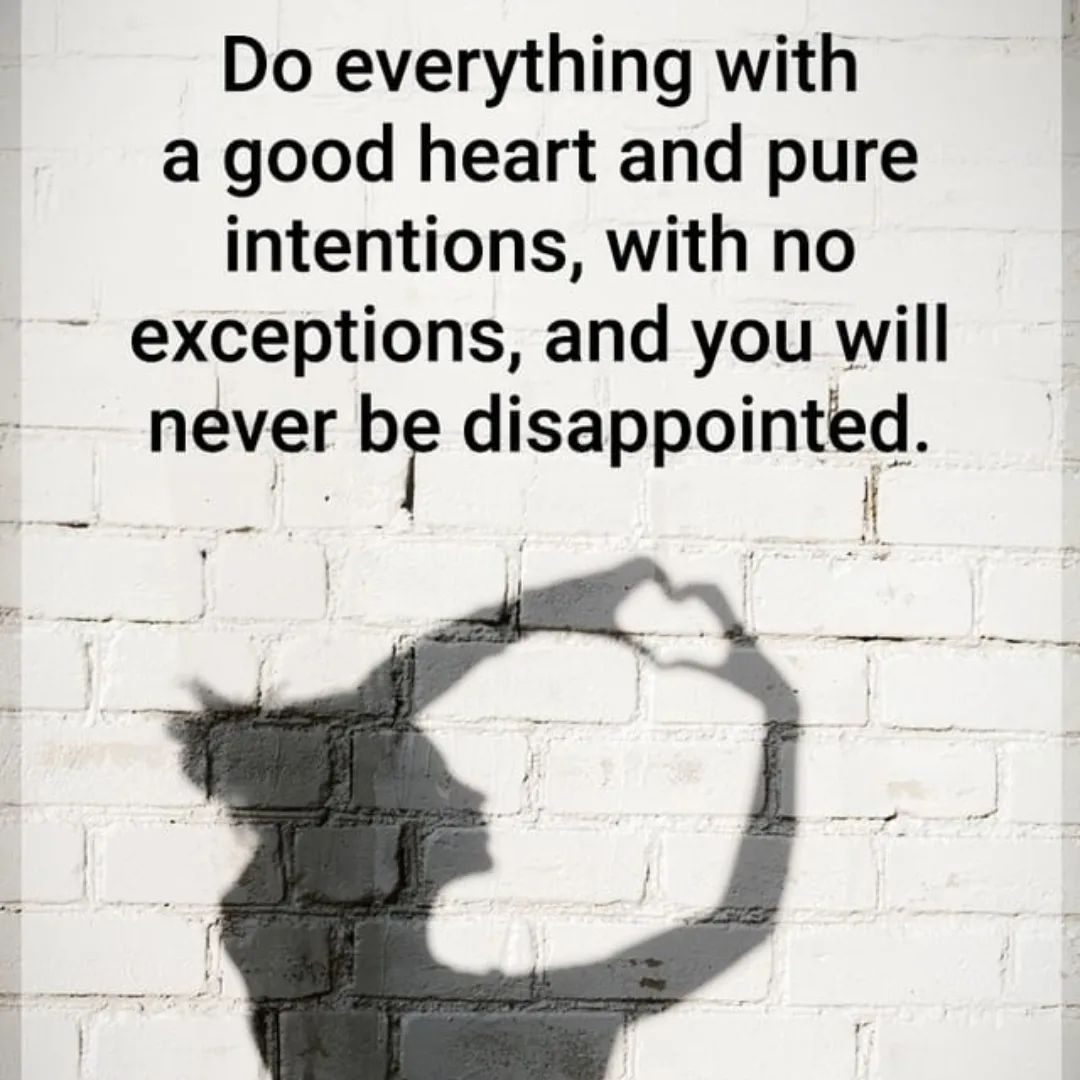 Do everything with
a good heart and pure
intentions, with no
exceptions, and you will
never be disappointed.